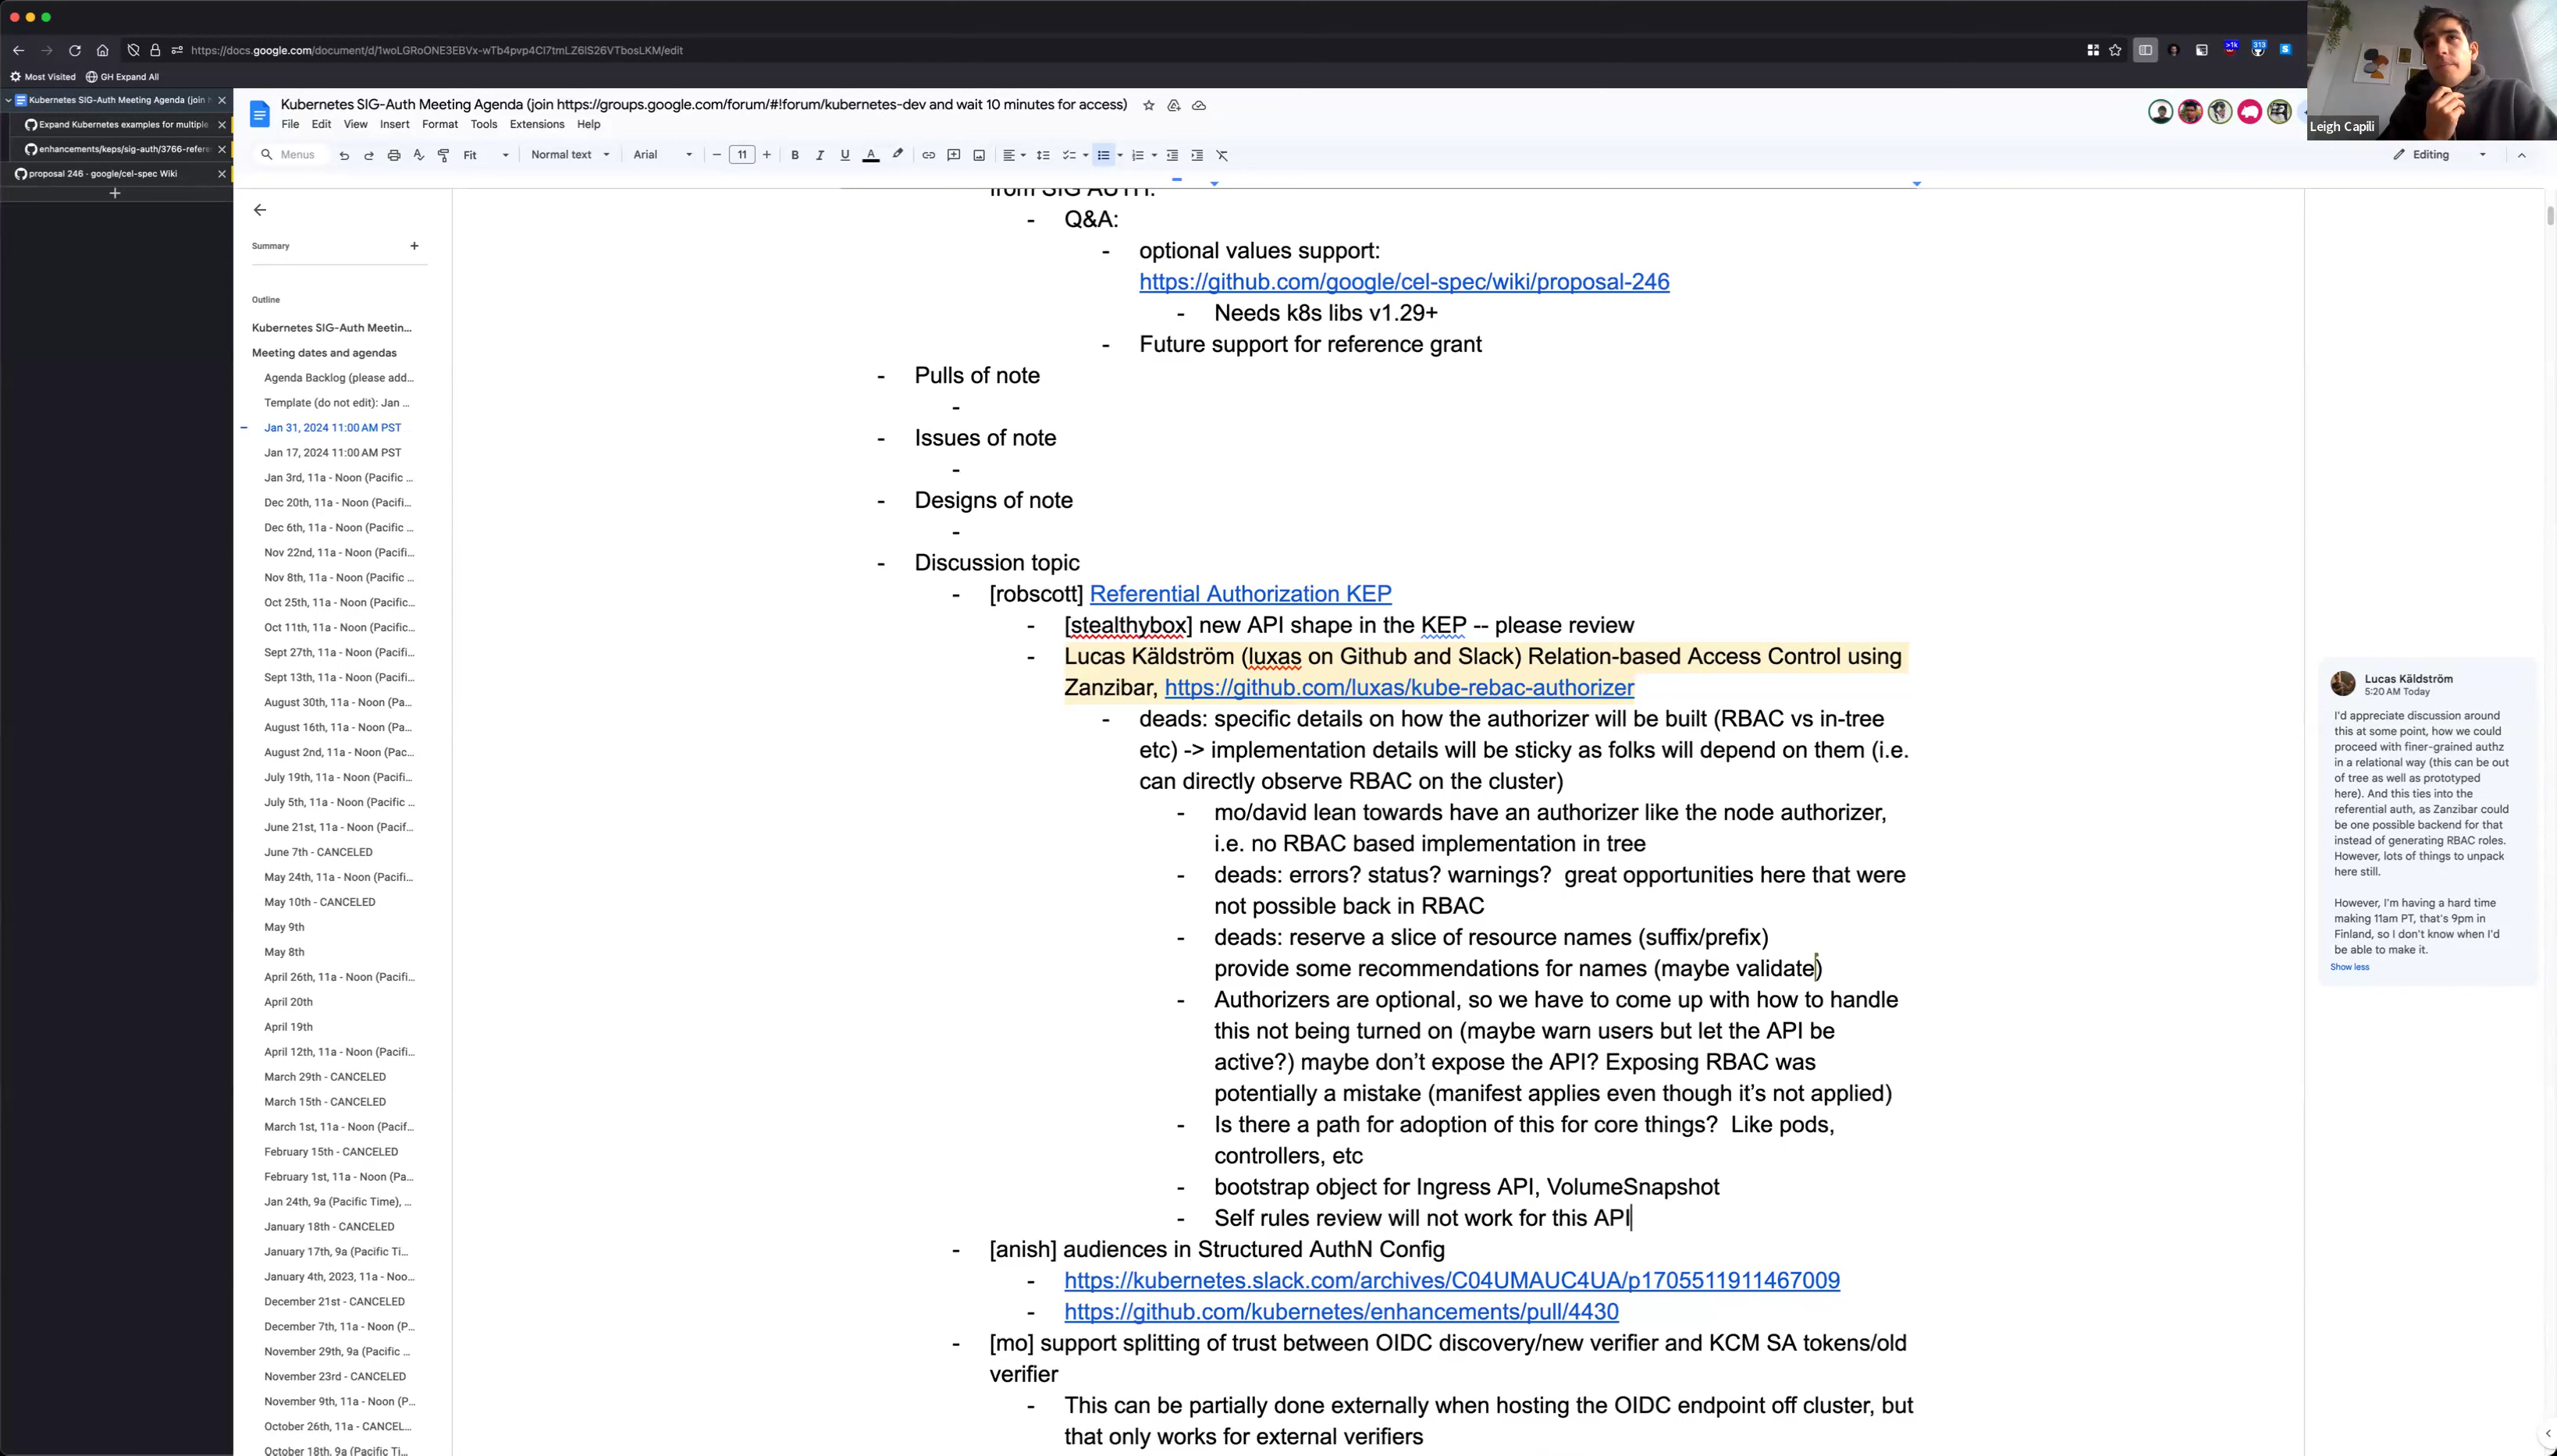 https://docs.google.com/document/d/1woLGRoONE3EBVx-wTb4pvp4CI7tmLZ6lS26VTbosLKM/edit
>1k
313
Most Visited
GH Expand All
Kubernetes SIG-Auth Meeting Agenda (join h
Expand Kubernetes examples for multiple
enhancements/keps/sig-auth/3766-refere
proposal 246 · google/cel-spec Wiki
Kubernetes SIG-Auth Meeting Agenda (join https://groups.google.com/forum/#!forum/kubernetes-dev and wait 10 minutes for access)
File Edit View Insert Format Tools Extensions Help
Menus
Fit
Normal text
Arial
11
Editing
Leigh Capili
Summary
Outline
Kubernetes SIG-Auth Meetin...
Meeting dates and agendas
Agenda Backlog (please add...
Template (do not edit): Jan ...
Jan 31, 2024 11:00 AM PST
Jan 17, 2024 11:00 AM PST
Jan 3rd, 11a - Noon (Pacific ...
Dec 20th, 11a - Noon (Pacifi...
Dec 6th, 11a - Noon (Pacific ...
Nov 22nd, 11a - Noon (Pacifi...
Nov 8th, 11a - Noon (Pacific ...
Oct 25th, 11a - Noon (Pacific...
Oct 11th, 11a - Noon (Pacific...
Sept 27th, 11a - Noon (Pacifi...
Sept 13th, 11a - Noon (Pacifi...
August 30th, 11a - Noon (Pa...
August 16th, 11a - Noon (Pa...
August 2nd, 11a - Noon (Pac...
July 19th, 11a - Noon (Pacifi...
July 5th, 11a - Noon (Pacific ...
June 21st, 11a - Noon (Pacif...
June 7th - CANCELED
May 24th, 11a - Noon (Pacifi...
May 10th - CANCELED
May 9th
May 8th
April 26th, 11a - Noon (Pacifi...
April 20th
April 19th
April 12th, 11a - Noon (Pacifi...
March 29th - CANCELED
March 15th - CANCELED
March 1st, 11a - Noon (Pacif...
February 15th - CANCELLED
February 1st, 11a - Noon (Pa...
Jan 24th, 9a (Pacific Time), ...
January 18th - CANCELED
January 17th, 9a (Pacific Ti...
January 4th, 2023, 11a - Noo...
December 21st - CANCELED
December 7th, 11a - Noon (P...
November 29th, 9a (Pacific ...
November 23rd - CANCELED
November 9th, 11a - Noon (P...
October 26th, 11a - CANCEL...
October 18th, 9a (Pacific Ti...
from SIG AUTH:
- Q&A:
- optional values support:
https://github.com/google/cel-spec/wiki/proposal-246
- Needs k8s libs v1.29+
- Future support for reference grant
- Pulls of note
-
- Issues of note
-
- Designs of note
-
- Discussion topic
- [robscott] Referential Authorization KEP
- [stealthybox] new API shape in the KEP -- please review
- Lucas Käldström (luxas on Github and Slack) Relation-based Access Control using
Zanzibar, https://github.com/luxas/kube-rebac-authorizer
- deads: specific details on how the authorizer will be built (RBAC vs in-tree
etc) -> implementation details will be sticky as folks will depend on them (i.e.
can directly observe RBAC on the cluster)
- mo/david lean towards have an authorizer like the node authorizer,
i.e. no RBAC based implementation in tree
- deads: errors? status? warnings?  great opportunities here that were
not possible back in RBAC
- deads: reserve a slice of resource names (suffix/prefix)
provide some recommendations for names (maybe validate)
- Authorizers are optional, so we have to come up with how to handle
this not being turned on (maybe warn users but let the API be
active?) maybe don’t expose the API? Exposing RBAC was
potentially a mistake (manifest applies even though it’s not applied)
- Is there a path for adoption of this for core things?  Like pods,
controllers, etc
- bootstrap object for Ingress API, VolumeSnapshot
- Self rules review will not work for this API
- [anish] audiences in Structured AuthN Config
- https://kubernetes.slack.com/archives/C04UMAUC4UA/p1705511911467009
- https://github.com/kubernetes/enhancements/pull/4430
- [mo] support splitting of trust between OIDC discovery/new verifier and KCM SA tokens/old
verifier
- This can be partially done externally when hosting the OIDC endpoint off cluster, but
that only works for external verifiers
Lucas Käldström
5:20 AM Today
I'd appreciate discussion around
this at some point, how we could
proceed with finer-grained authz
in a relational way (this can be out
of tree as well as prototyped
here). And this ties into the
referential auth, as Zanzibar could
be one possible backend for that
instead of generating RBAC roles.
However, lots of things to unpack
here still.
However, I'm having a hard time
making 11am PT, that's 9pm in
Finland, so I don't know when I'd
be able to make it.
Show less